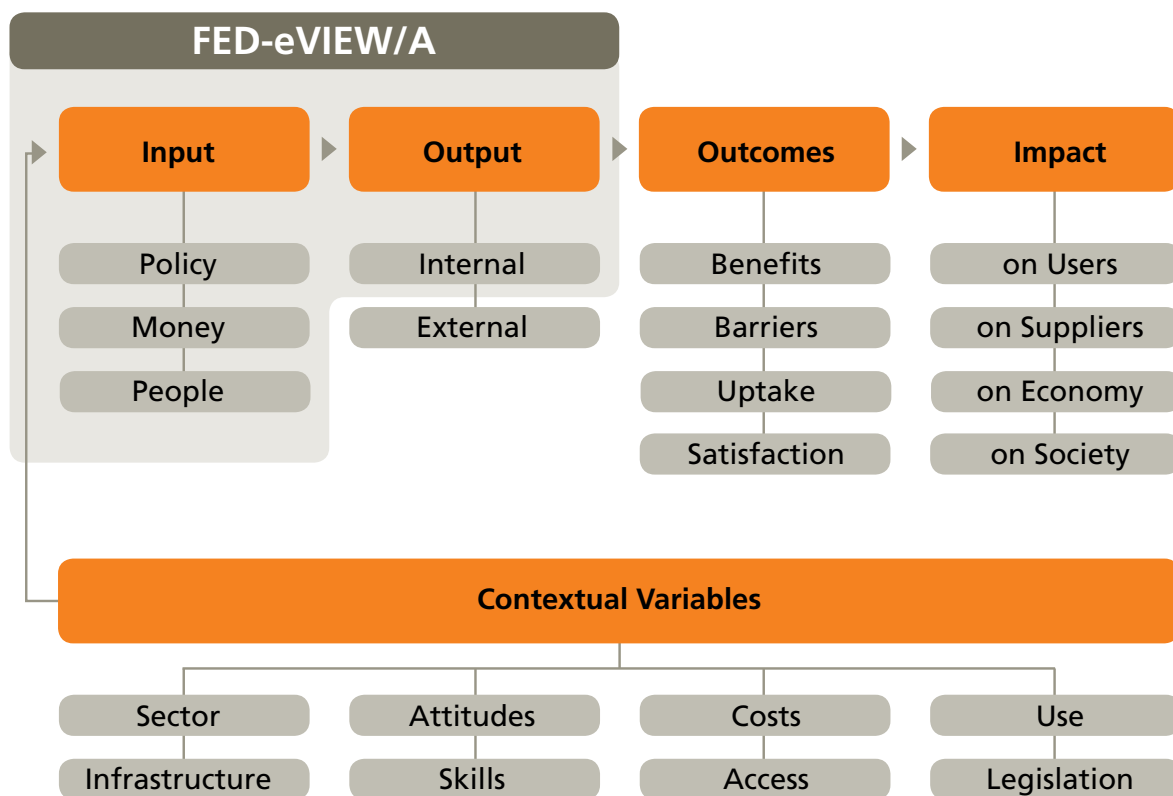 FED-eVIEW/A
Input
Output
Outcomes
Impact
Policy
Internal
Benefits
on Users
Money
External
Barriers
on Suppliers
People
Uptake
on Economy
Satisfaction
on Society
Contextual Variables
Sector
Attitudes
Costs
Use
Infrastructure
Skills
Access
Legislation